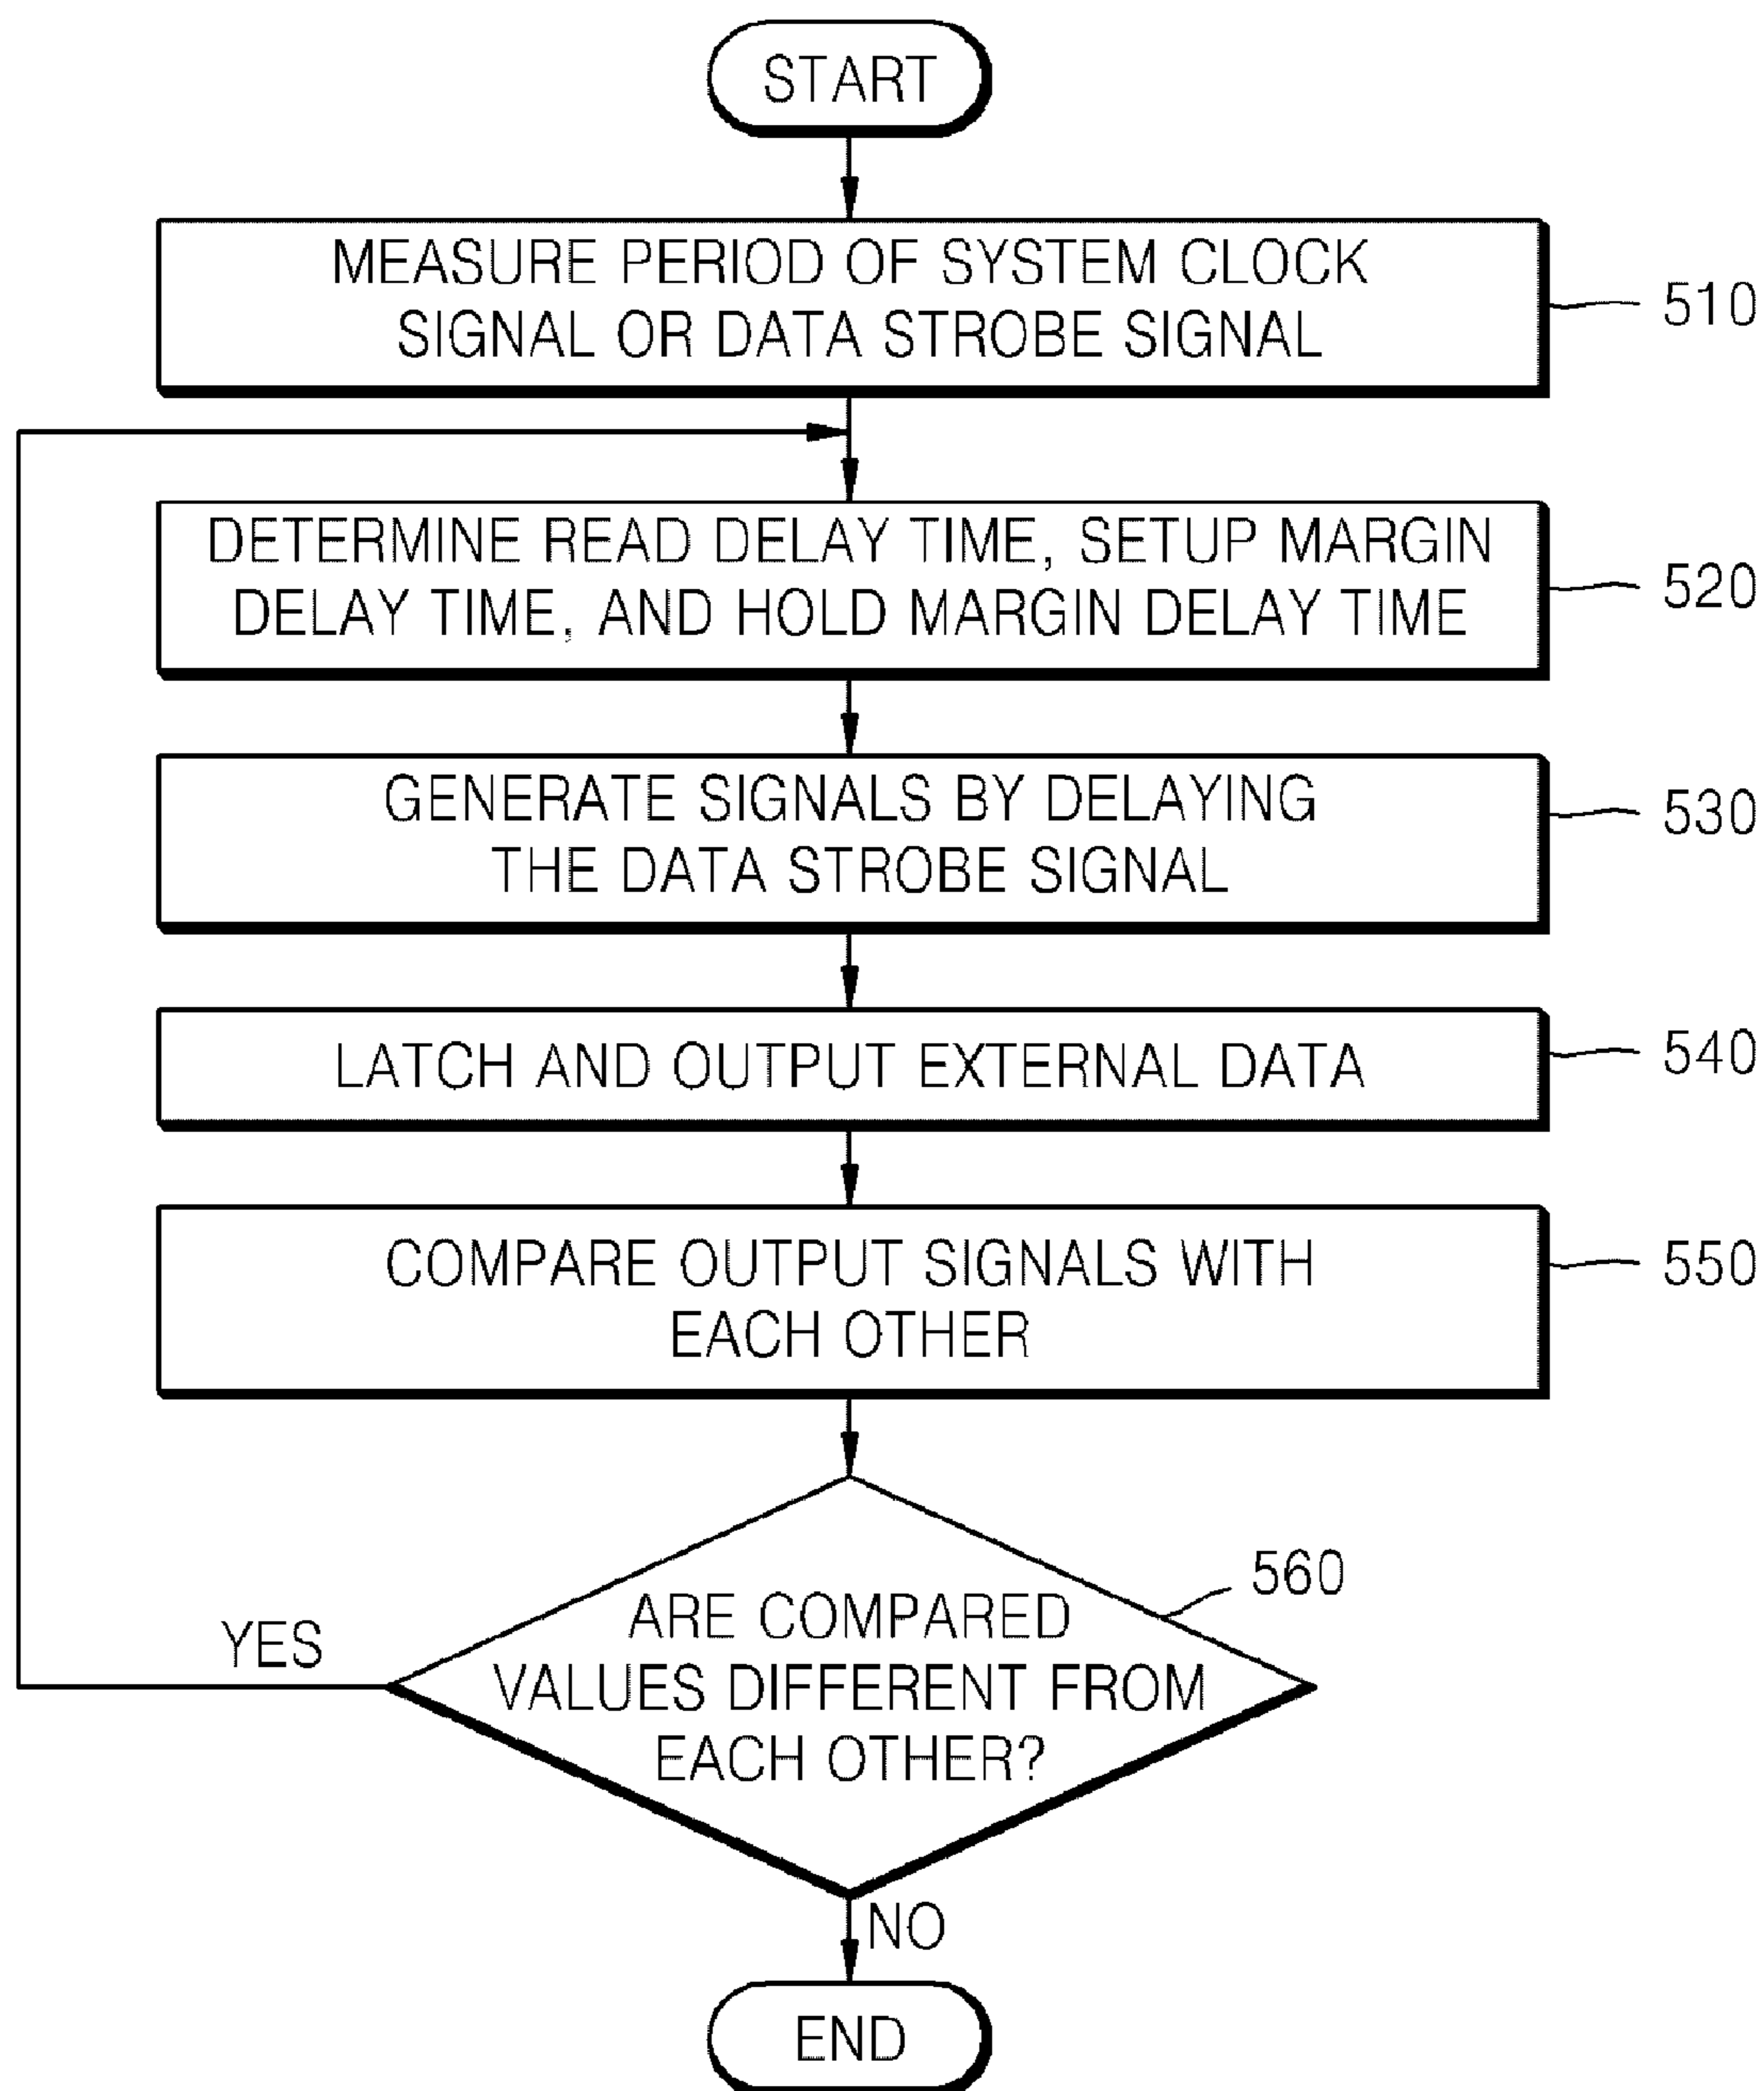 START
MEASURE PERIOD OF SYSTEM CLOCK
SIGNAL OR DATA STROBE SIGNAL
510
DETERMINE READ DELAY TIME, SETUP MARGIN
DELAY TIME, AND HOLD MARGIN DELAY TIME
520
GENERATE SIGNALS BY DELAYING
THE DATA STROBE SIGNAL
530
LATCH AND OUTPUT EXTERNAL DATA
540
COMPARE OUTPUT SIGNALS WITH
EACH OTHER
550
560
ARE COMPARED
VALUES DIFFERENT FROM
EACH OTHER?
YES
NO
END